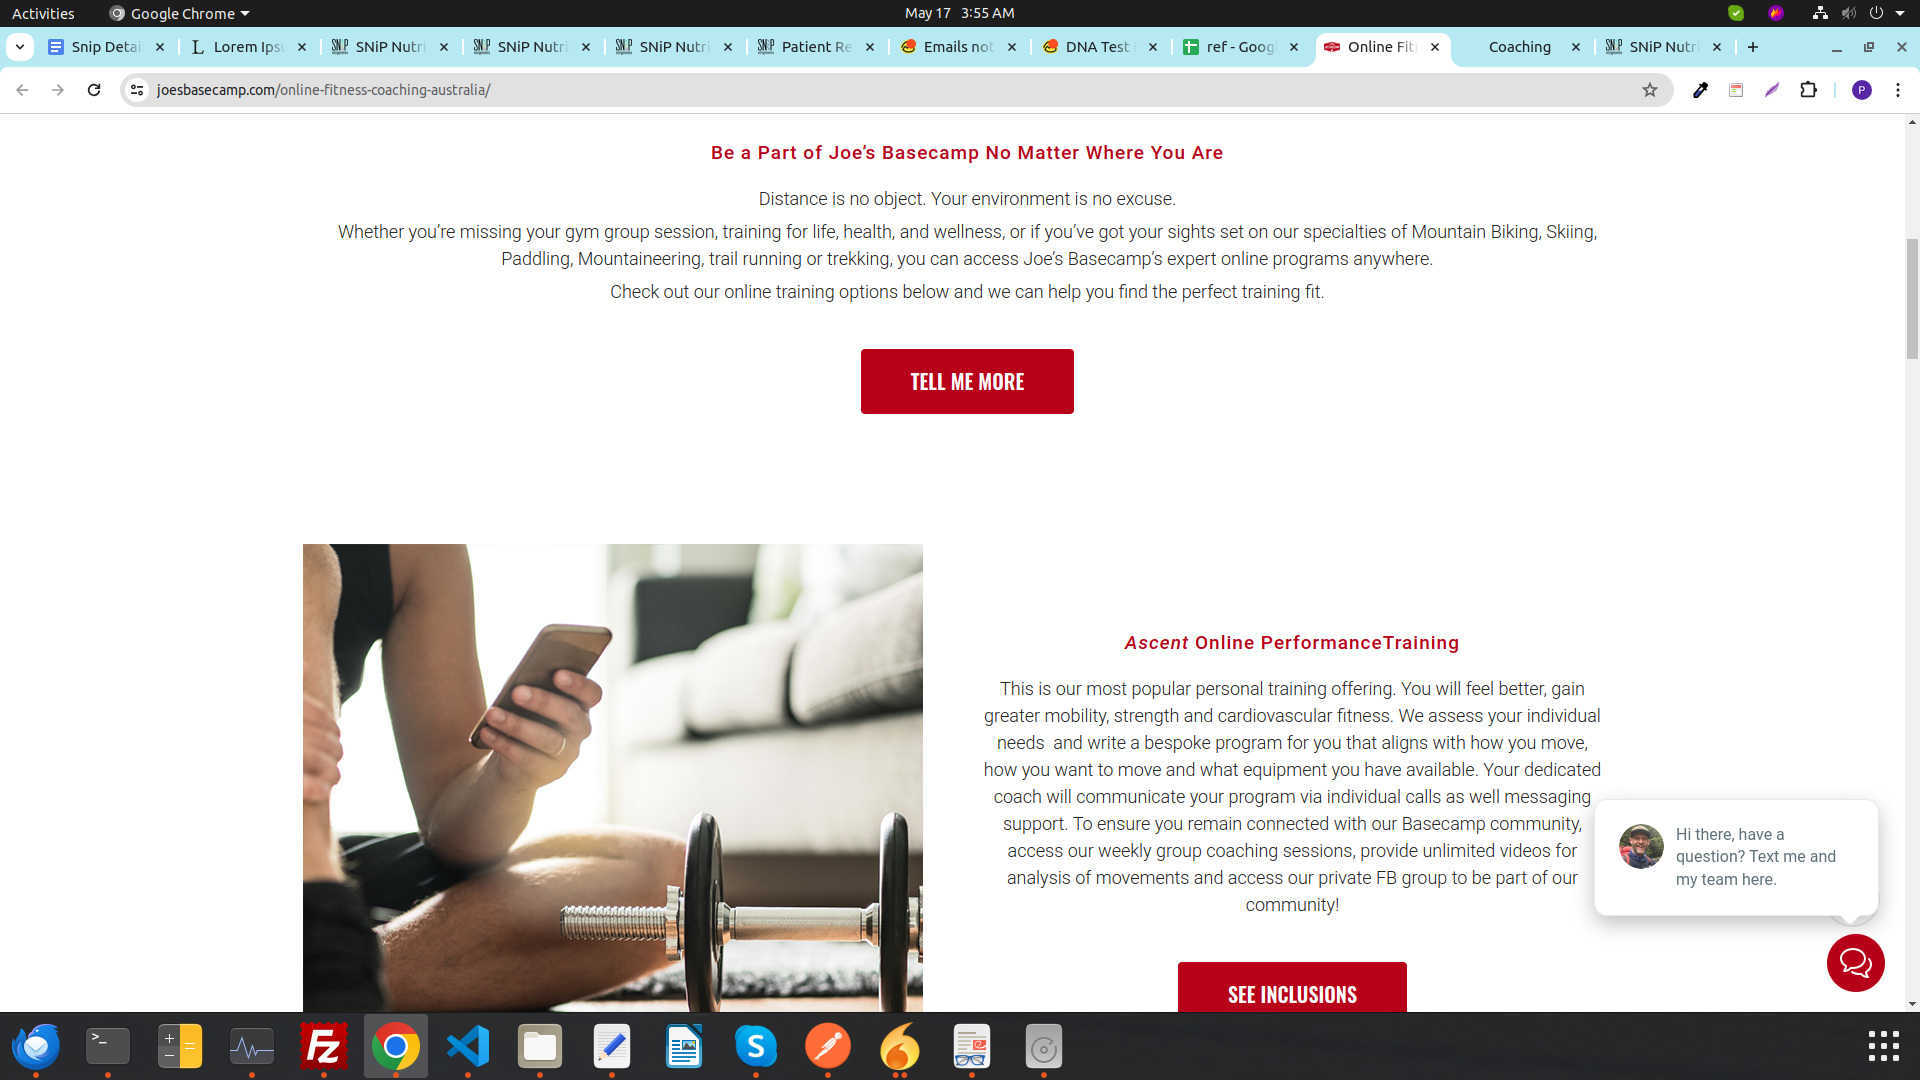 Activities
Google Chrome
May 17 3:55 AM
Snip Detai
Lorem Ipsu
SNiP Nutri
SNiP Nutri
SNiP Nutri
Patient Re
Emails not
DNA Test
ref - Goog
Online Fit
Coaching
SNiP Nutri
joesbasecamp.com/online-fitness-coaching-australia/
P
Be a Part of Joe’s Basecamp No Matter Where You Are
Distance is no object. Your environment is no excuse.
Whether you’re missing your gym group session, training for life, health, and wellness, or if you’ve got your sights set on our specialties of Mountain Biking, Skiing,
Paddling, Mountaineering, trail running or trekking, you can access Joe’s Basecamp’s expert online programs anywhere.
Check out our online training options below and we can help you find the perfect training fit.
TELL ME MORE
Ascent Online PerformanceTraining
This is our most popular personal training offering. You will feel better, gain
greater mobility, strength and cardiovascular fitness. We assess your individual
needs  and write a bespoke program for you that aligns with how you move,
how you want to move and what equipment you have available. Your dedicated
coach will communicate your program via individual calls as well messaging
support. To ensure you remain connected with our Basecamp community,
access our weekly group coaching sessions, provide unlimited videos for
analysis of movements and access our private FB group to be part of our
community!
SEE INCLUSIONS
Hi there, have a
question? Text me and
my team here.